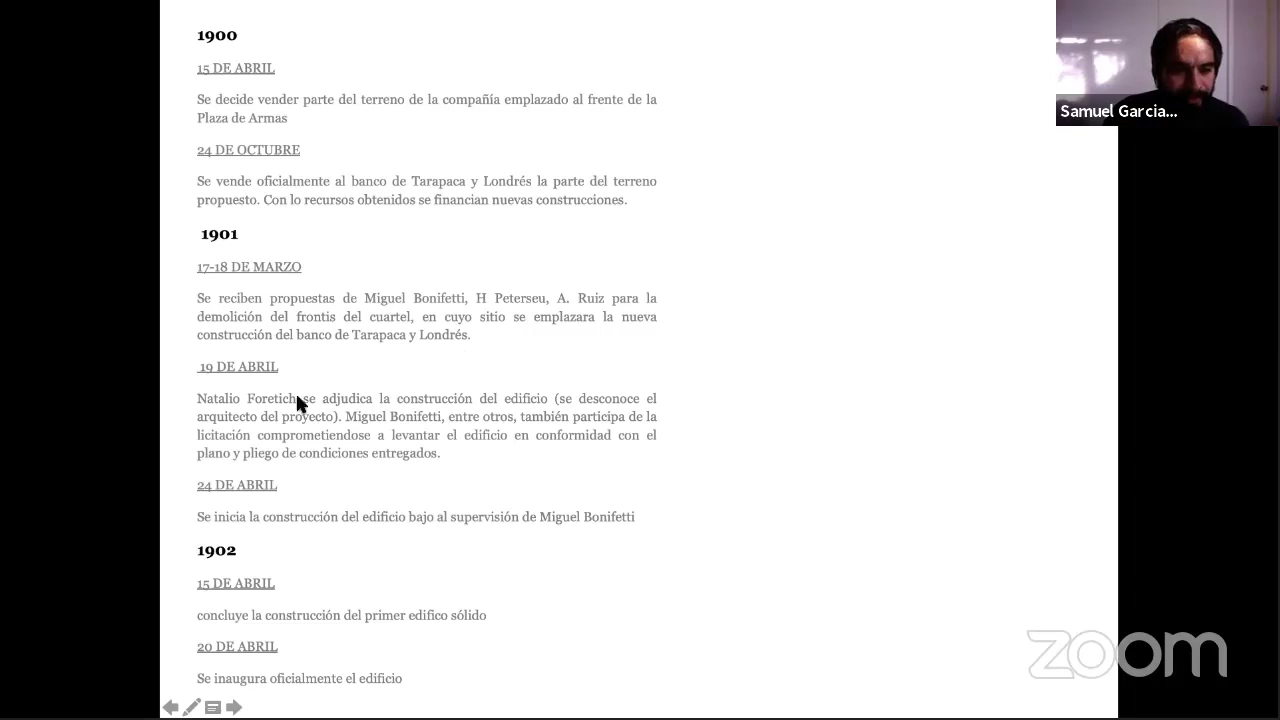 1900
15 DE ABRIL
Se decide vender parte del terreno de la compañía emplazado al frente de la
Plaza de Armas
24 DE OCTUBRE
Se vende oficialmente al banco de Tarapaca y Londrés la parte del terreno
propuesto. Con lo recursos obtenidos se financian nuevas construcciones.
1901
17-18 DE MARZO
Se reciben propuestas de Miguel Bonifetti, H Peterseu, A. Ruiz para la
demolición del frontis del cuartel, en cuyo sitio se emplazara la nueva
construcción del banco de Tarapaca y Londrés.
19 DE ABRIL
Natalio Foretich se adjudica la construcción del edificio (se desconoce el
arquitecto del proyecto). Miguel Bonifetti, entre otros, también participa de la
licitación comprometiendose a levantar el edificio en conformidad con el
plano y pliego de condiciones entregados.
24 DE ABRIL
Se inicia la construcción del edificio bajo al supervisión de Miguel Bonifetti
1902
15 DE ABRIL
concluye la construcción del primer edifico sólido
20 DE ABRIL
Se inaugura oficialmente el edificio
Samuel Garcia...
zoom